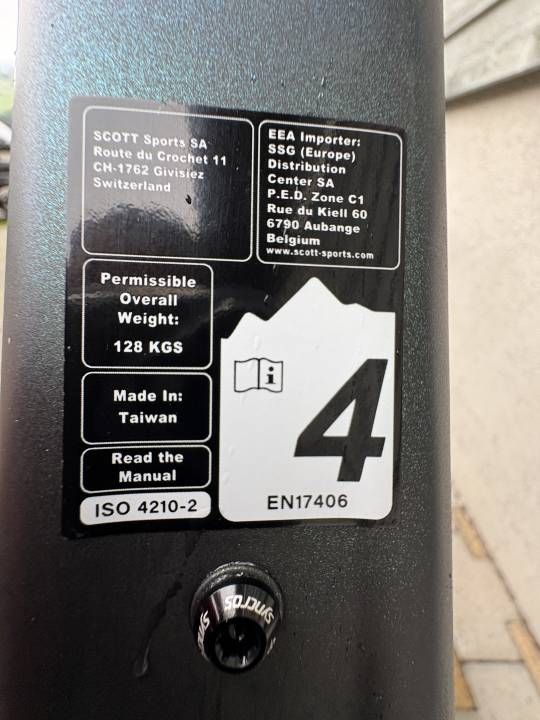 SCOTT Sports SA
Route du Crochet 11
CH-1762 Givisiez
Switzerland
EEA Importer:
SSG (Europe)
Distribution
Center SA
P.E.D. Zone C1
Rue du Kiell 60
6790 Aubange
Belgium
www.scott-sports.com
Permissible
Overall
Weight:
128 KGS
Made In:
Taiwan
Read the
Manual
ISO 4210-2
i
4
EN17406
syncros